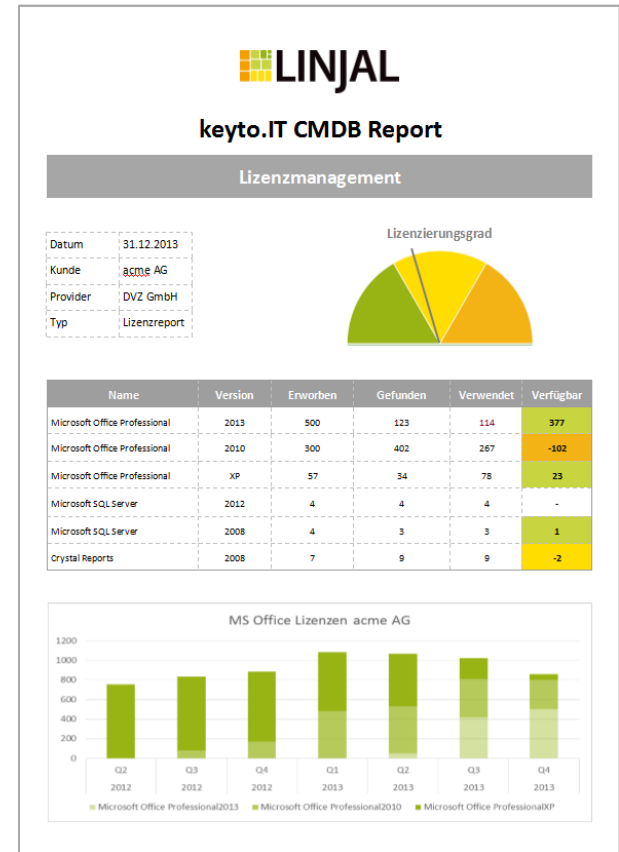 LINJAL
keyto.IT CMDB Report
Lizenzmanagement
Datum 31.12.2013
Kunde acme AG
Provider DVZ GmbH
Typ Lizenzreport
Lizenzierungsgrad
Name Version Erworben Gefunden Verwendet Verfügbar
Microsoft Office Professional 2013 500 123 114 377
Microsoft Office Professional 2010 300 402 267 -102
Microsoft Office Professional XP 57 34 78 23
Microsoft SQL Server 2012 4 4 4 -
Microsoft SQL Server 2008 4 3 3 1
Crystal Reports 2008 7 9 9 -2
MS Office Lizenzen acme AG
1200
1000
800
600
400
200
0
Q2 Q3 Q4 Q1 Q2 Q3 Q4
2012 2012 2012 2013 2013 2013 2013
Microsoft Office Professional2013 Microsoft Office Professional2010 Microsoft Office ProfessionalXP